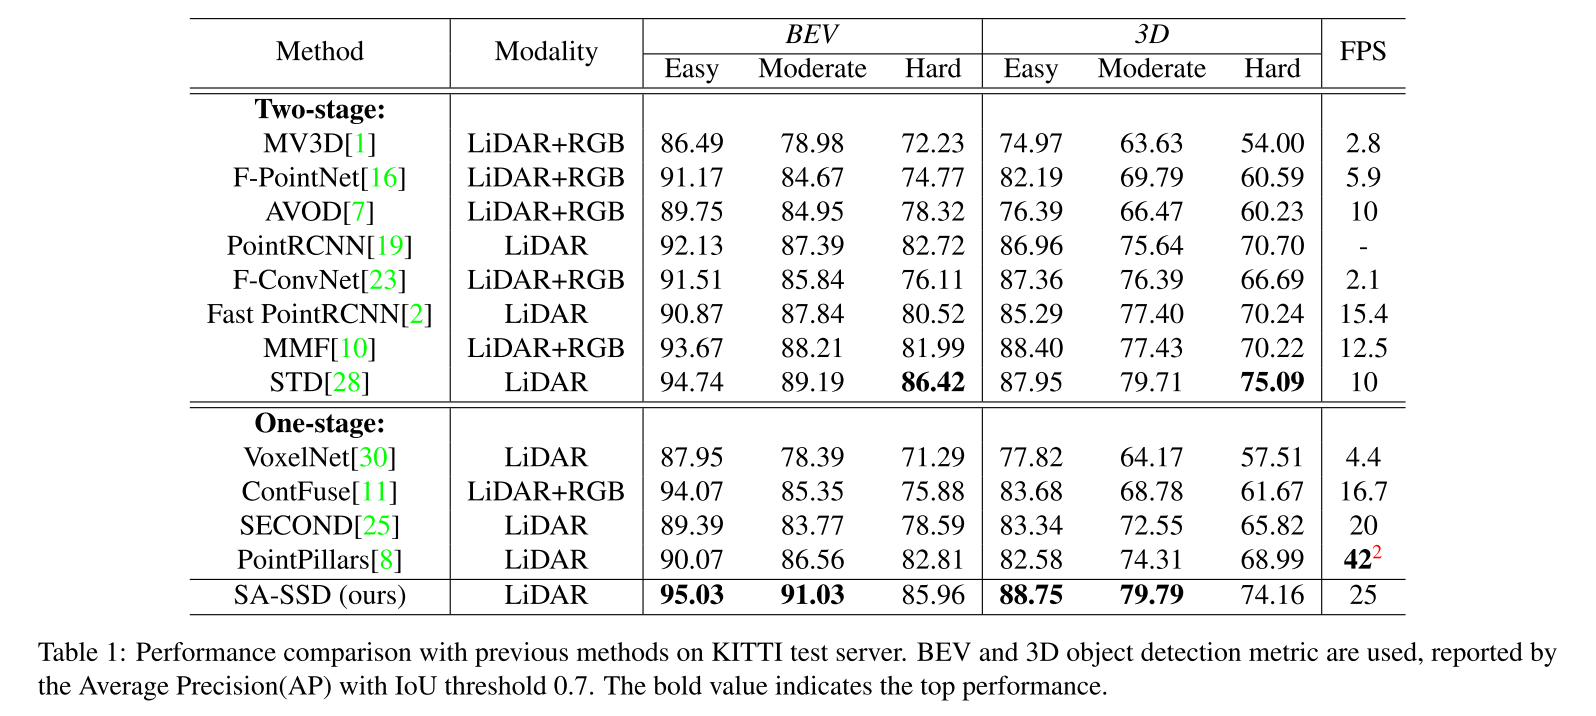 Method Modality BEV 3D FPS
Easy Moderate Hard Easy Moderate Hard
Two-stage:
MV3D[1] LiDAR+RGB 86.49 78.98 72.23 74.97 63.63 54.00 2.8
F-PointNet[16] LiDAR+RGB 91.17 84.67 74.77 82.19 69.79 60.59 5.9
AVOD[7] LiDAR+RGB 89.75 84.95 78.32 76.39 66.47 60.23 10
PointRCNN[19] LiDAR 92.13 87.39 82.72 86.96 75.64 70.70 -
F-ConvNet[23] LiDAR+RGB 91.51 85.84 76.11 87.36 76.39 66.69 2.1
Fast PointRCNN[2] LiDAR 90.87 87.84 80.52 85.29 77.40 70.24 15.4
MMF[10] LiDAR+RGB 93.67 88.21 81.99 88.40 77.43 70.22 12.5
STD[28] LiDAR 94.74 89.19 86.42 87.95 79.71 75.09 10
One-stage:
VoxelNet[30] LiDAR 87.95 78.39 71.29 77.82 64.17 57.51 4.4
ContFuse[11] LiDAR+RGB 94.07 85.35 75.88 83.68 68.78 61.67 16.7
SECOND[25] LiDAR 89.39 83.77 78.59 83.34 72.55 65.82 20
PointPillars[8] LiDAR 90.07 86.56 82.81 82.58 74.31 68.99 42²
SA-SSD (ours) LiDAR 95.03 91.03 85.96 88.75 79.79 74.16 25
Table 1: Performance comparison with previous methods on KITTI test server. BEV and 3D object detection metric are used, reported by
the Average Precision(AP) with IoU threshold 0.7. The bold value indicates the top performance.